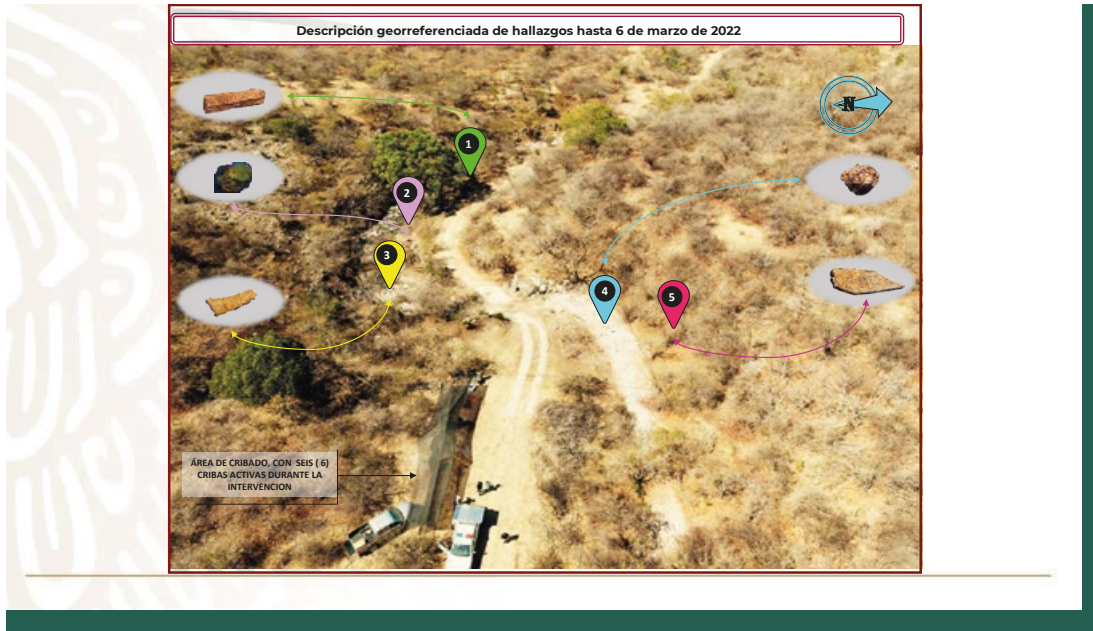 Descripción georreferenciada de hallazgos hasta 6 de marzo de 2022
N
1
2
3
4
5
ÁREA DE CRIBADO, CON SEIS ( 6)
CRIBAS ACTIVAS DURANTE LA
INTERVENCION